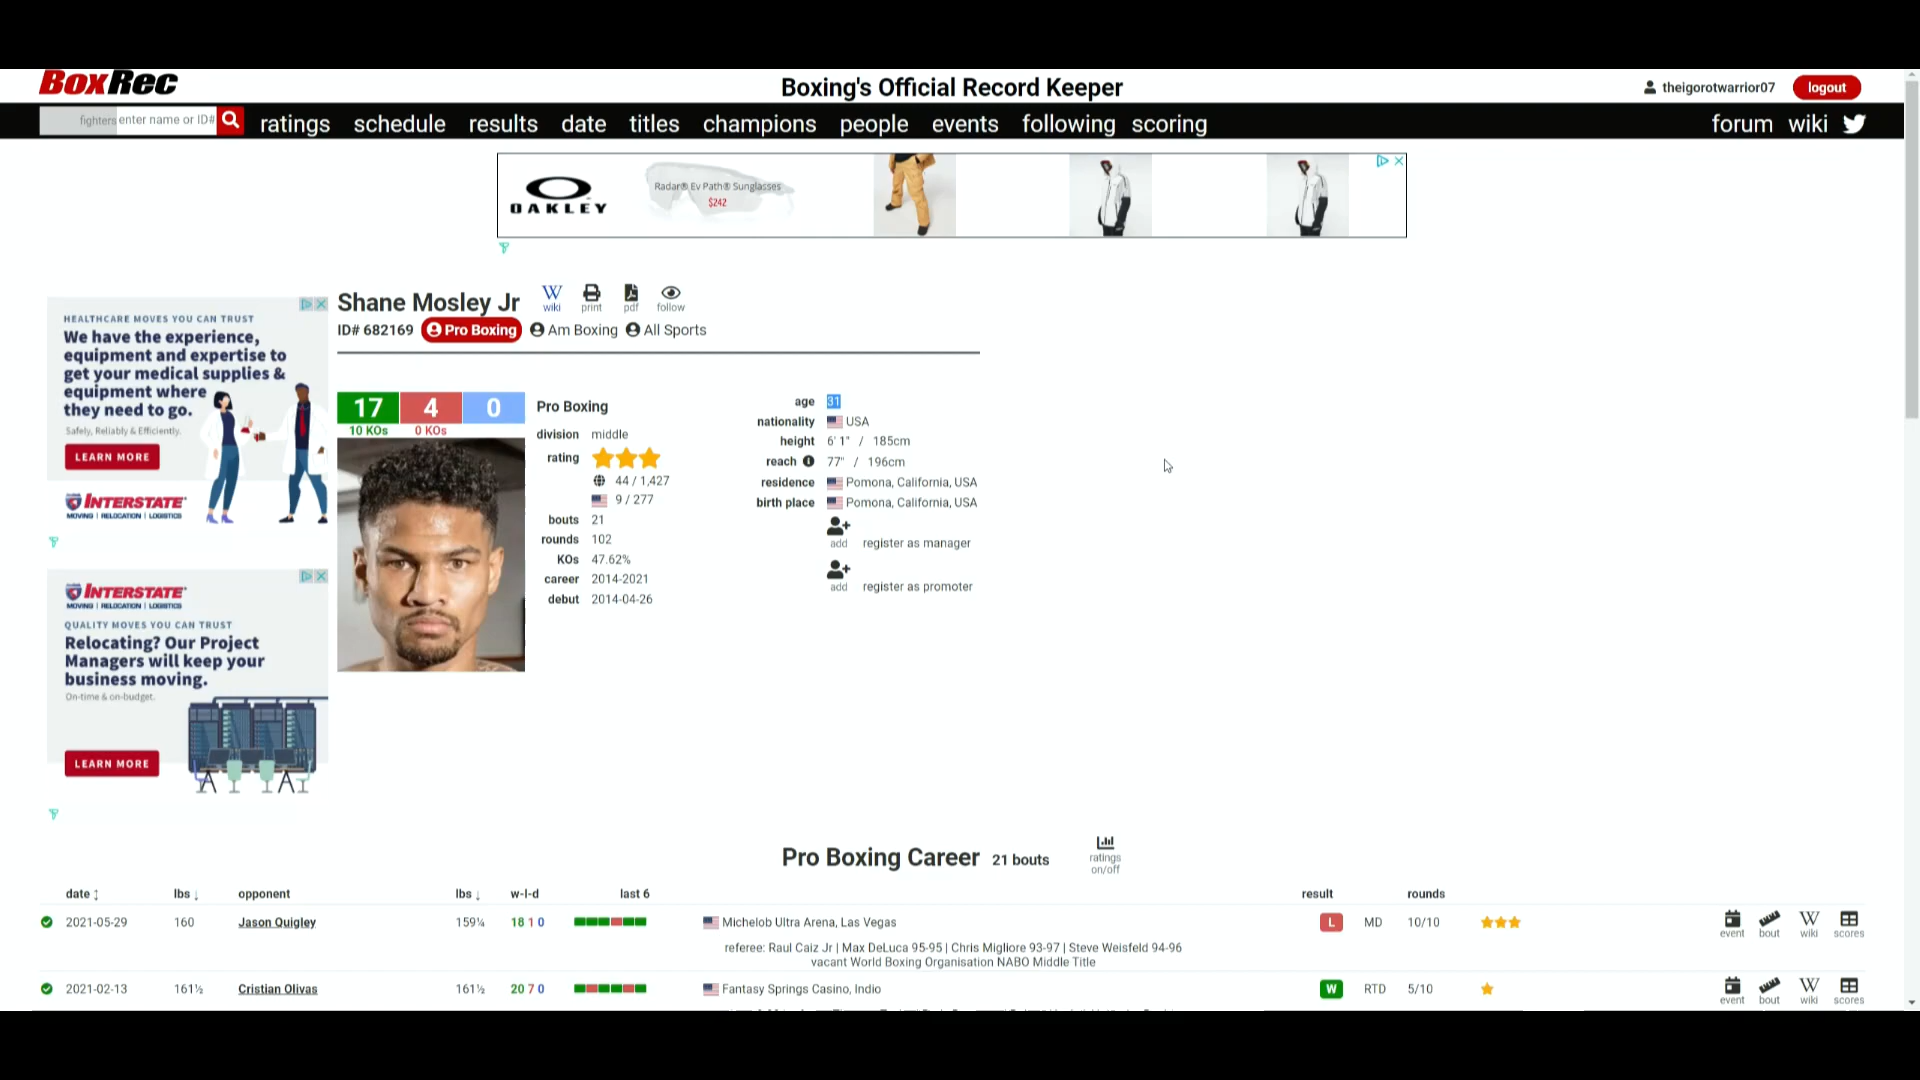 BoxRec
Boxing's Official Record Keeper
theigorotwarrior07 logout
fighters enter name or ID# ratings schedule results date titles champions people events following scoring forum wiki
OAKLEY
Radar® Ev Path® Sunglasses
$242
HEALTHCARE MOVES YOU CAN TRUST
We have the experience,
equipment and expertise to
get your medical supplies &
equipment where
they need to go.
Safely, Reliably & Efficiently.
LEARN MORE
INTERSTATE
MOVING | RELOCATION | LOGISTICS
INTERSTATE
MOVING | RELOCATION | LOGISTICS
QUALITY MOVES YOU CAN TRUST
Relocating? Our Project
Managers will keep your
business moving.
On-time & on-budget.
LEARN MORE
Shane Mosley Jr
W wiki print pdf follow
ID# 682169 Pro Boxing Am Boxing All Sports
17 4 0
10 KOs 0 KOs
Pro Boxing
division middle
rating
44 / 1,427
9 / 277
bouts 21
rounds 102
KOs 47.62%
career 2014-2021
debut 2014-04-26
age 31
nationality USA
height 6' 1" / 185cm
reach 77" / 196cm
residence Pomona, California, USA
birth place Pomona, California, USA
add register as manager
add register as promoter
Pro Boxing Career 21 bouts
ratings
on/off
date lbs opponent lbs w-l-d last 6 result rounds
2021-05-29 160 Jason Quigley 159¼ 18 1 0 Michelob Ultra Arena, Las Vegas L MD 10/10 event bout W wiki scores
referee: Raul Caiz Jr | Max DeLuca 95-95 | Chris Migliore 93-97 | Steve Weisfeld 94-96
vacant World Boxing Organisation NABO Middle Title
2021-02-13 161½ Cristian Olivas 161½ 20 7 0 Fantasy Springs Casino, Indio W RTD 5/10 event bout W wiki scores